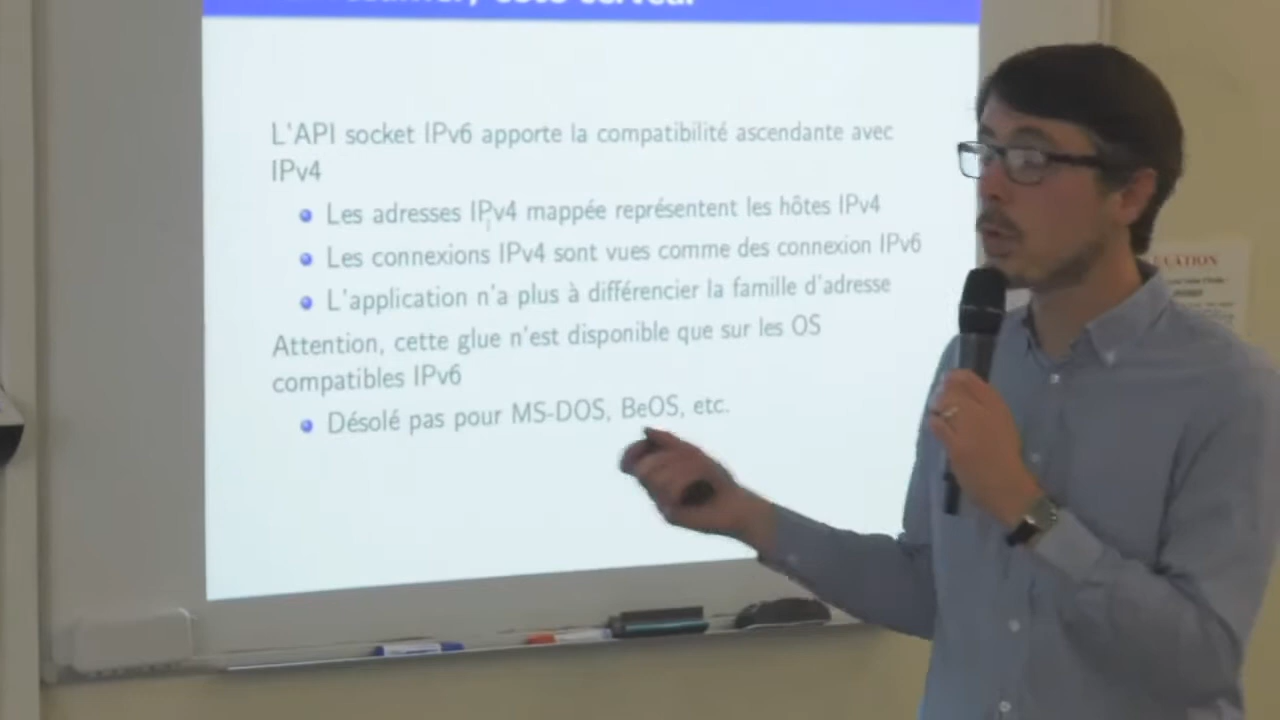 L'API socket IPv6 apporte la compatibilité ascendante avec
IPv4
Les adresses IPv4 mappée représentent les hôtes IPv4
Les connexions IPv4 sont vues comme des connexion IPv6
L'application n'a plus à différencier la famille d'adresse
Attention, cette glue n'est disponible que sur les OS
compatibles IPv6
Désolé pas pour MS-DOS, BeOS, etc.